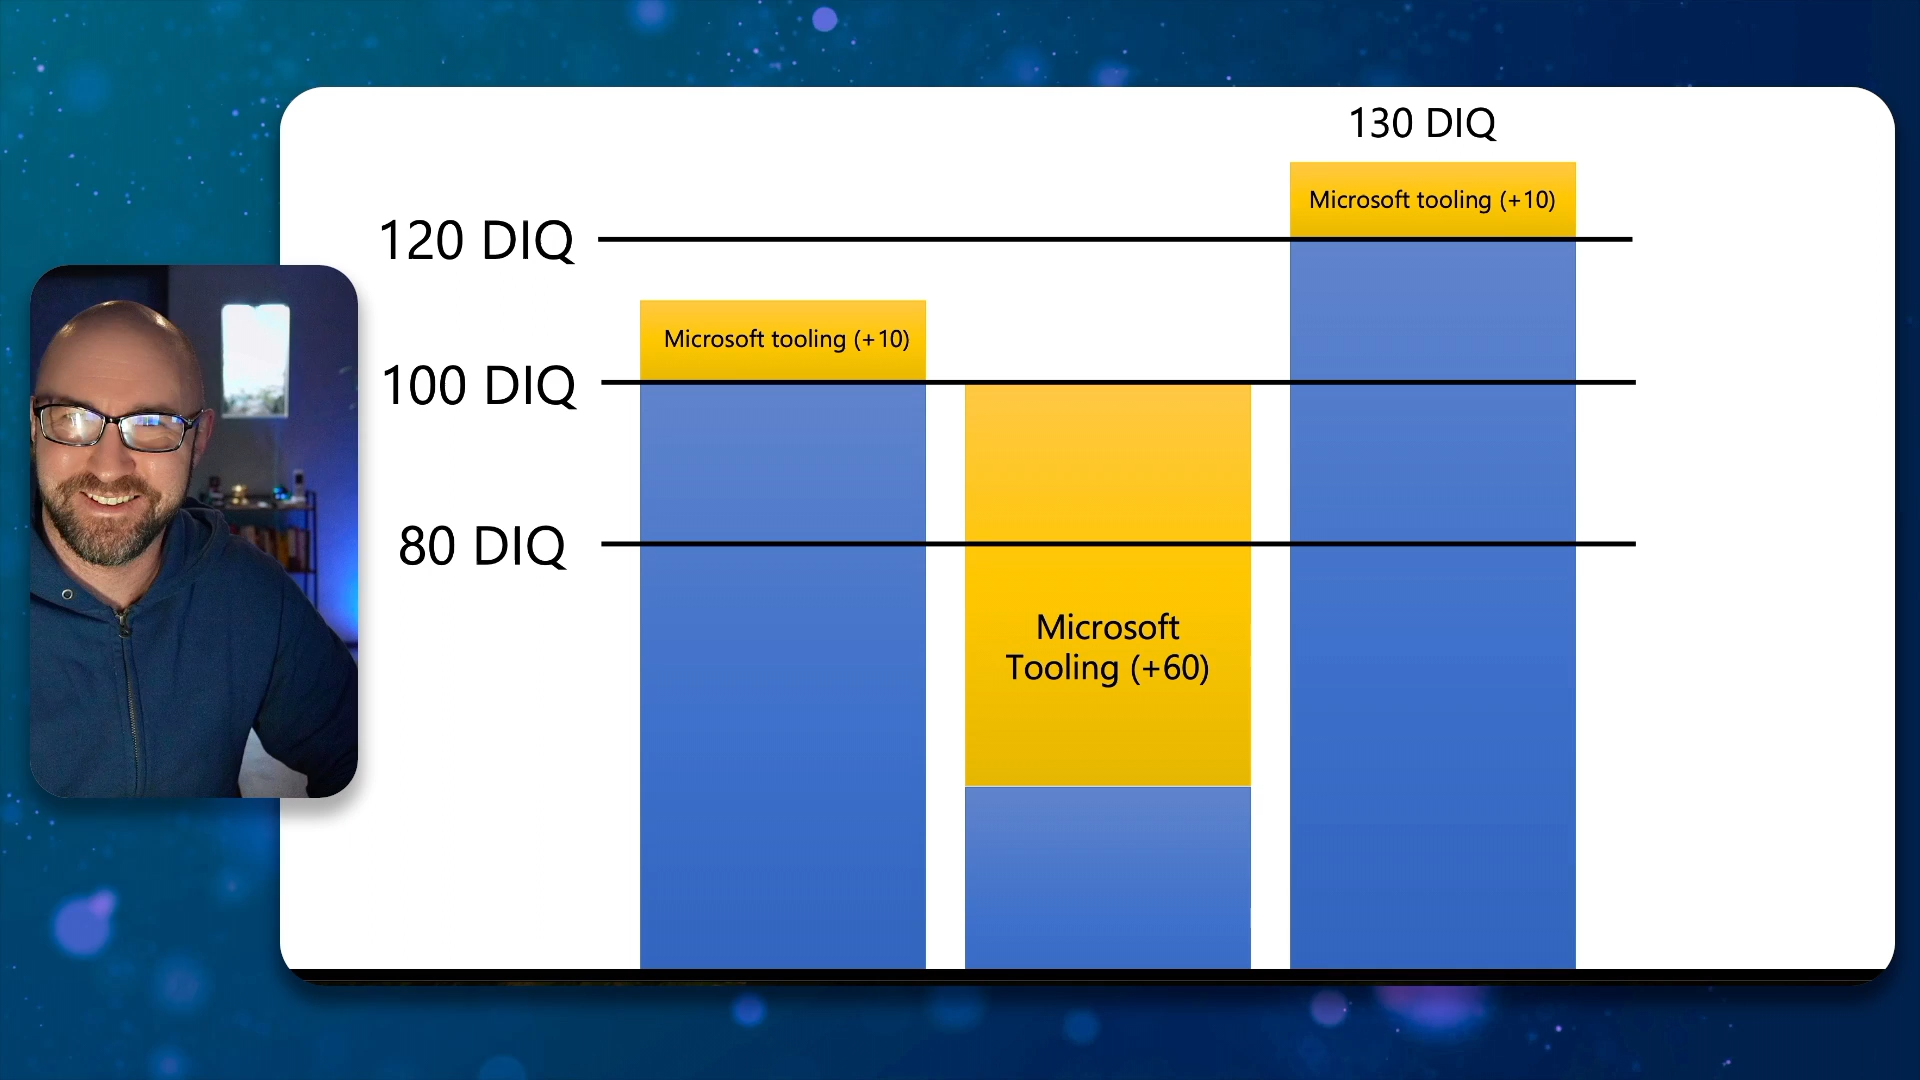 130 DIQ
Microsoft tooling (+10)
120 DIQ
Microsoft tooling (+10)
100 DIQ
80 DIQ
Microsoft
Tooling (+60)